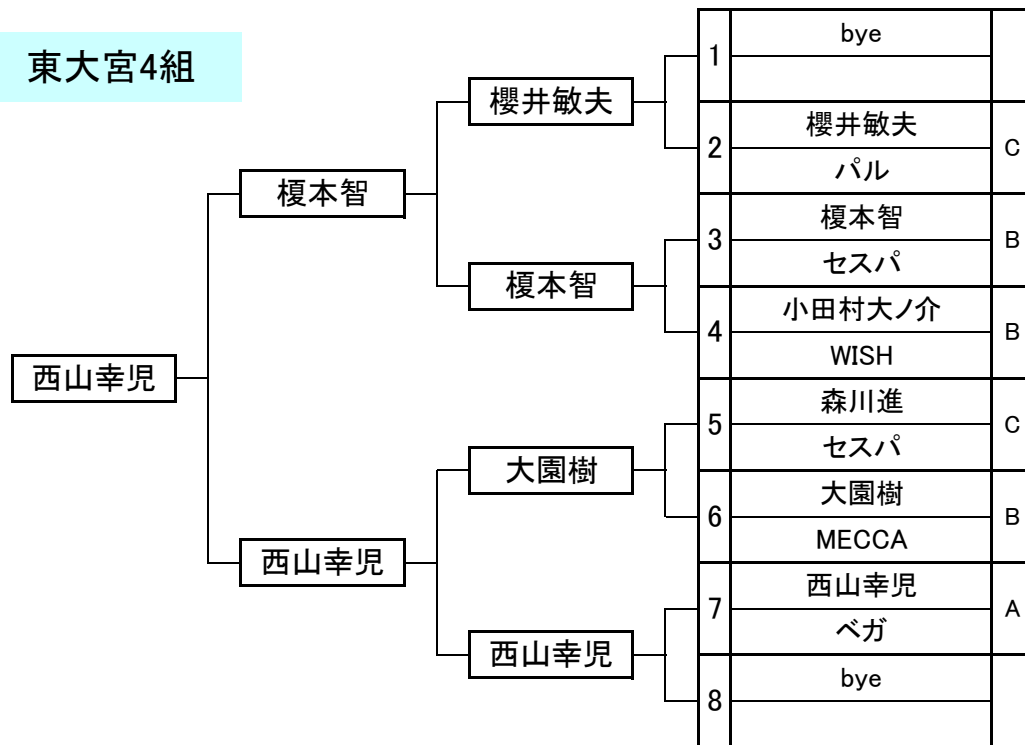 東大宮4組
西山幸児
榎本智
西山幸児
櫻井敏夫
榎本智
大園樹
西山幸児
1
bye
2
櫻井敏夫
パル
C
3
榎本智
セスパ
B
4
小田村大ノ介
WISH
B
5
森川進
セスパ
C
6
大園樹
MECCA
B
7
西山幸児
ベガ
A
8
bye